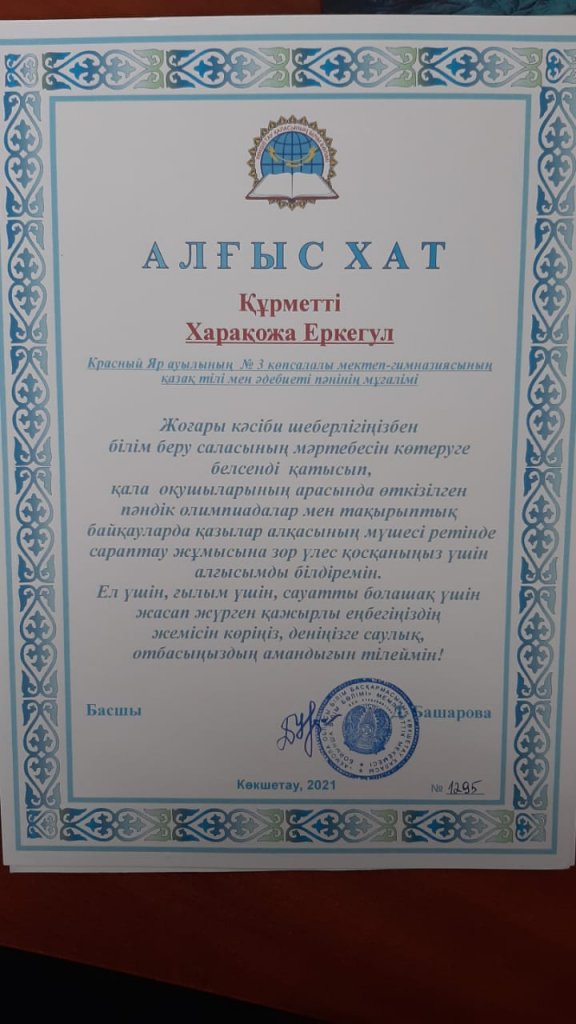 АЛҒЫС ХАТ
Құрметті
Харақожа Еркегул
Красный Яр ауылының № 3 көпсалалы мектеп-гимназиясының
қазақ тілі мен әдебиеті пәнінің мұғалімі
Жоғары кәсіби шеберлігіңізбен
білім беру саласының мәртебесін көтеруге
белсенді қатысып,
қала оқушыларының арасында өткізілген
пәндік олимпиадалар мен тақырыптық
байқауларда қазылар алқасының мүшесі ретінде
сараптау жұмысына зор үлес қосқаныңыз үшін
алғысымды білдіремін.
Ел үшін, ғылым үшін, сауатты болашақ үшін
жасап жүрген қажырлы еңбегіңіздің
жемісін көріңіз, деніңізге саулық,
отбасыңыздың амандығын тілеймін!
Басшы Башарова
Көкшетау, 2021
№ 1295